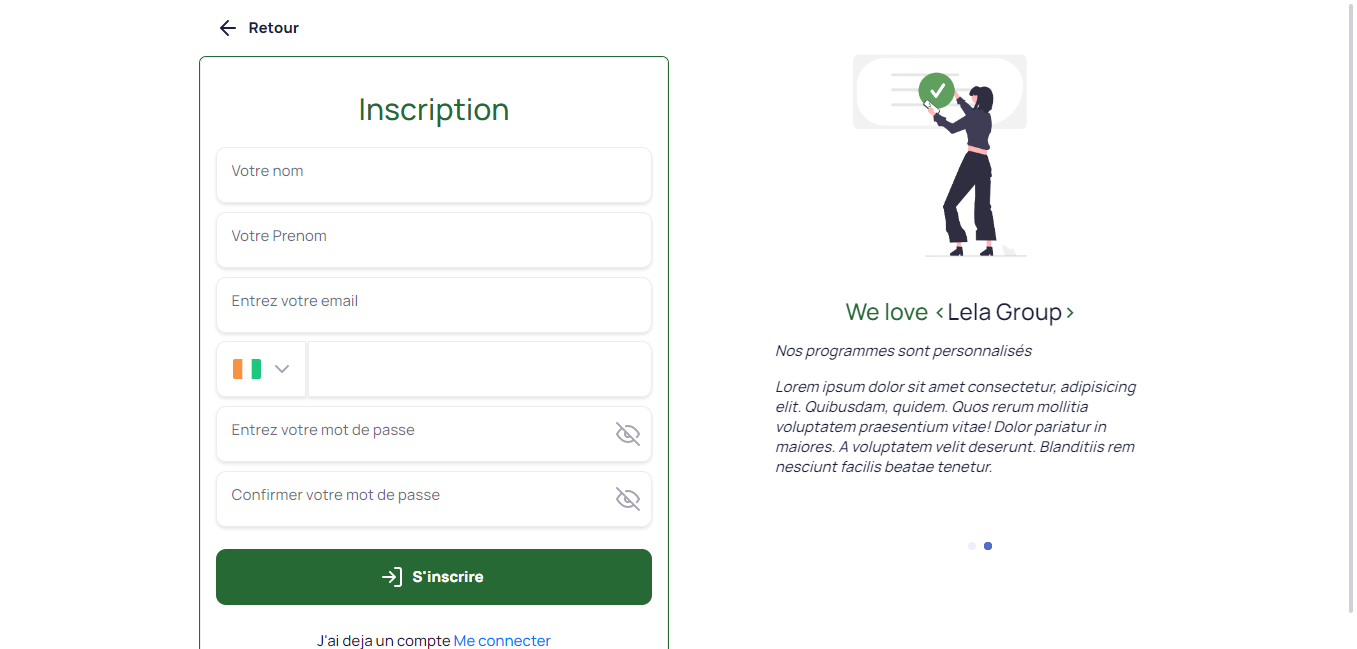 Retour
Inscription
Votre nom
Votre Prenom
Entrez votre email
Entrez votre mot de passe
Confirmer votre mot de passe
S'inscrire
J'ai deja un compte Me connecter
We love <Lela Group>
Nos programmes sont personnalisés
Lorem ipsum dolor sit amet consectetur, adipisicing
elit. Quibusdam, quidem. Quos rerum mollitia
voluptatem praesentium vitae! Dolor pariatur in
maiores. A voluptatem velit deserunt. Blanditiis rem
nesciunt facilis beatae tenetur.